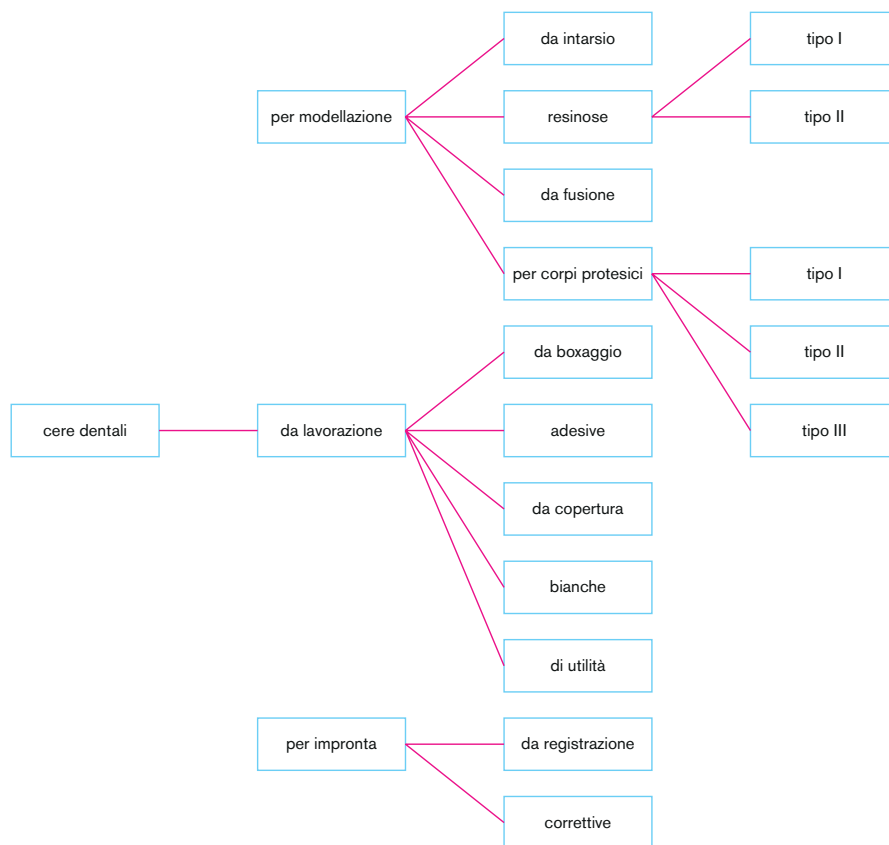 cere dentali
per modellazione
da intarsio
resinose
tipo I
tipo II
da fusione
per corpi protesici
tipo I
tipo II
tipo III
da lavorazione
da boxaggio
adesive
da copertura
bianche
di utilità
per impronta
da registrazione
correttive